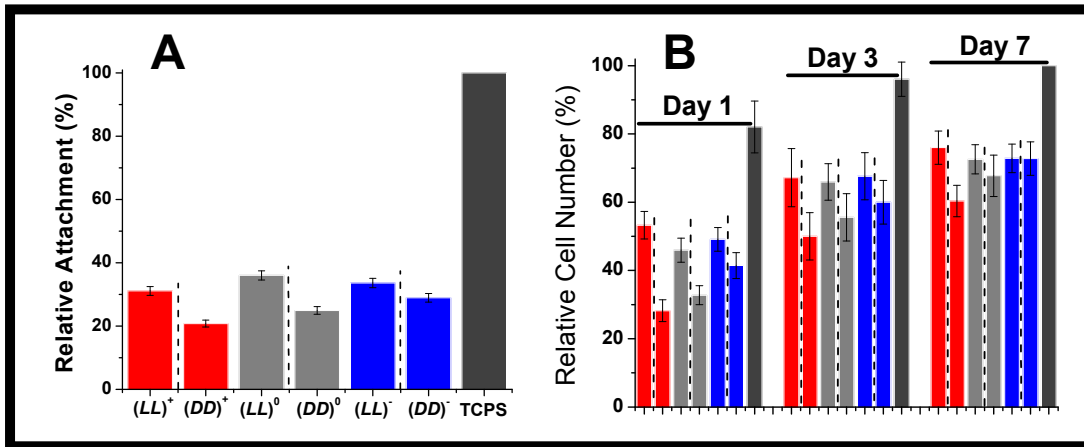 A
Relative Attachment (%)
100
80
60
40
20
0
(LL)⁺ (DD)⁺ (LL)⁰ (DD)⁰ (LL)⁻ (DD)⁻ TCPS
B
Relative Cell Number (%)
100
80
60
40
20
0
Day 1
Day 3
Day 7